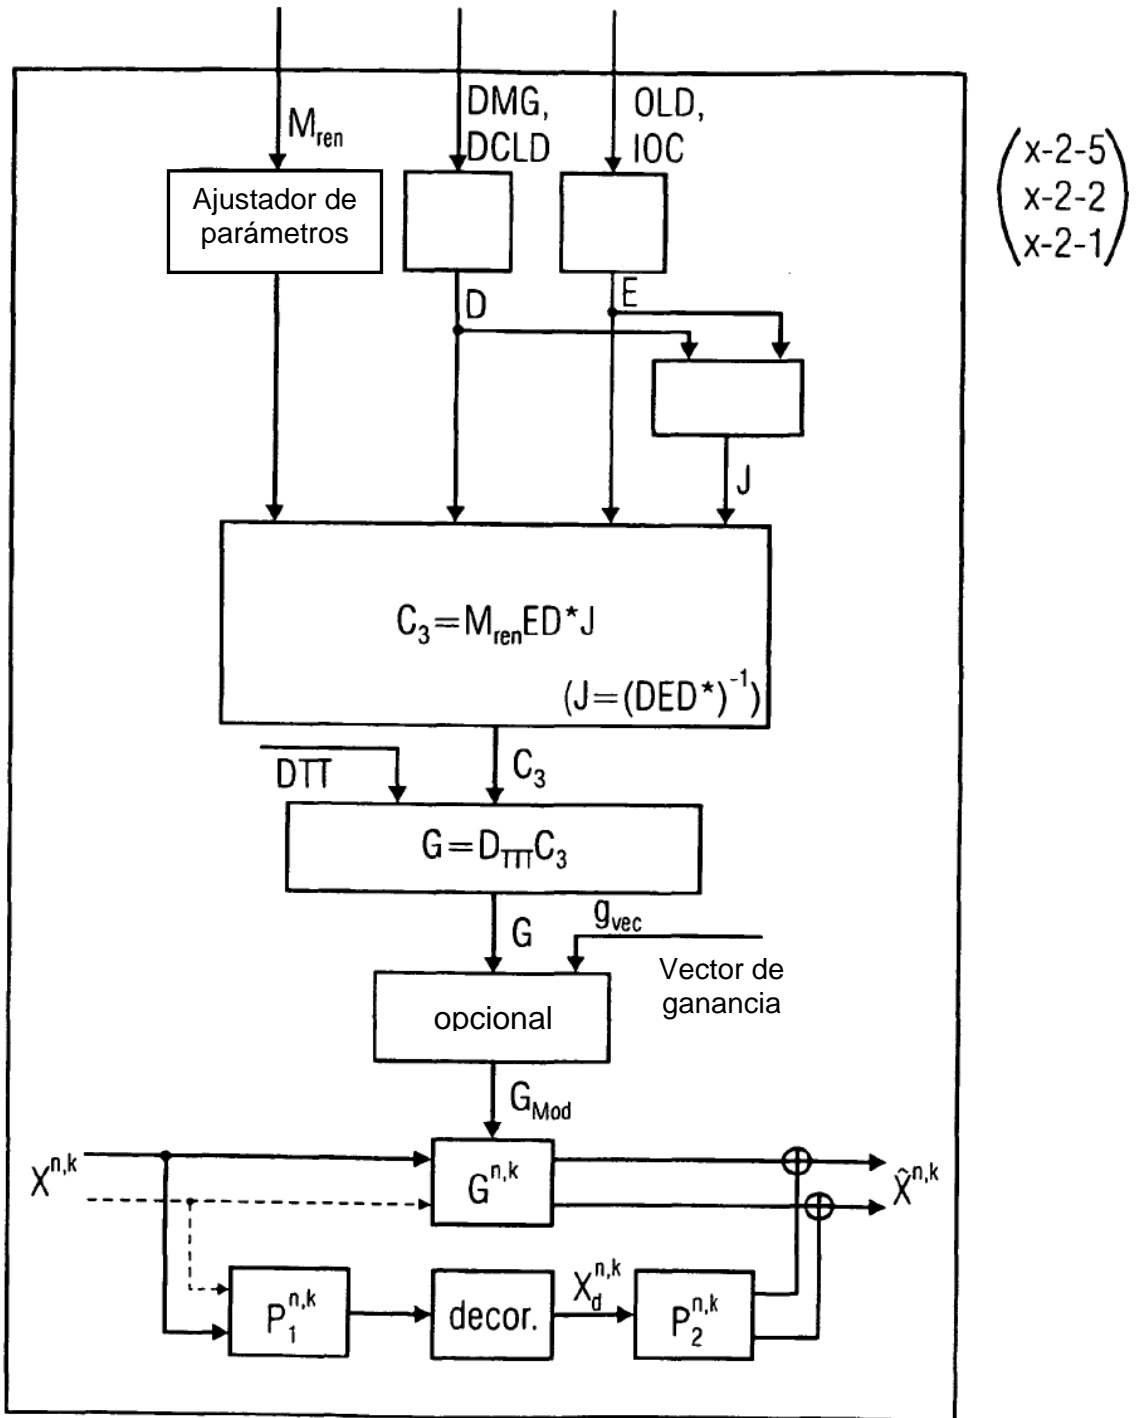 M_ren
DMG,
DCLD
OLD,
IOC
(x-2-5
x-2-2
x-2-1)
Ajustador de
parámetros
D
E
J
C_3=M_ren ED*J
(J=(DED*)^-1)
DTT
C_3
G=D_TTT C_3
G
g_vec
Vector de
ganancia
opcional
G_Mod
X^n,k
G^n,k
X̂^n,k
P_1^n,k
decor.
X_d^n,k
P_2^n,k